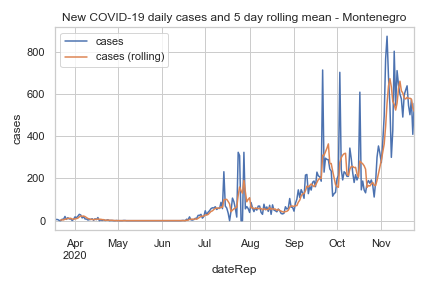 New COVID-19 daily cases and 5 day rolling mean - Montenegro
cases
cases (rolling)
800
600
400
200
0
cases
Apr May Jun Jul Aug Sep Oct Nov
2020
dateRep